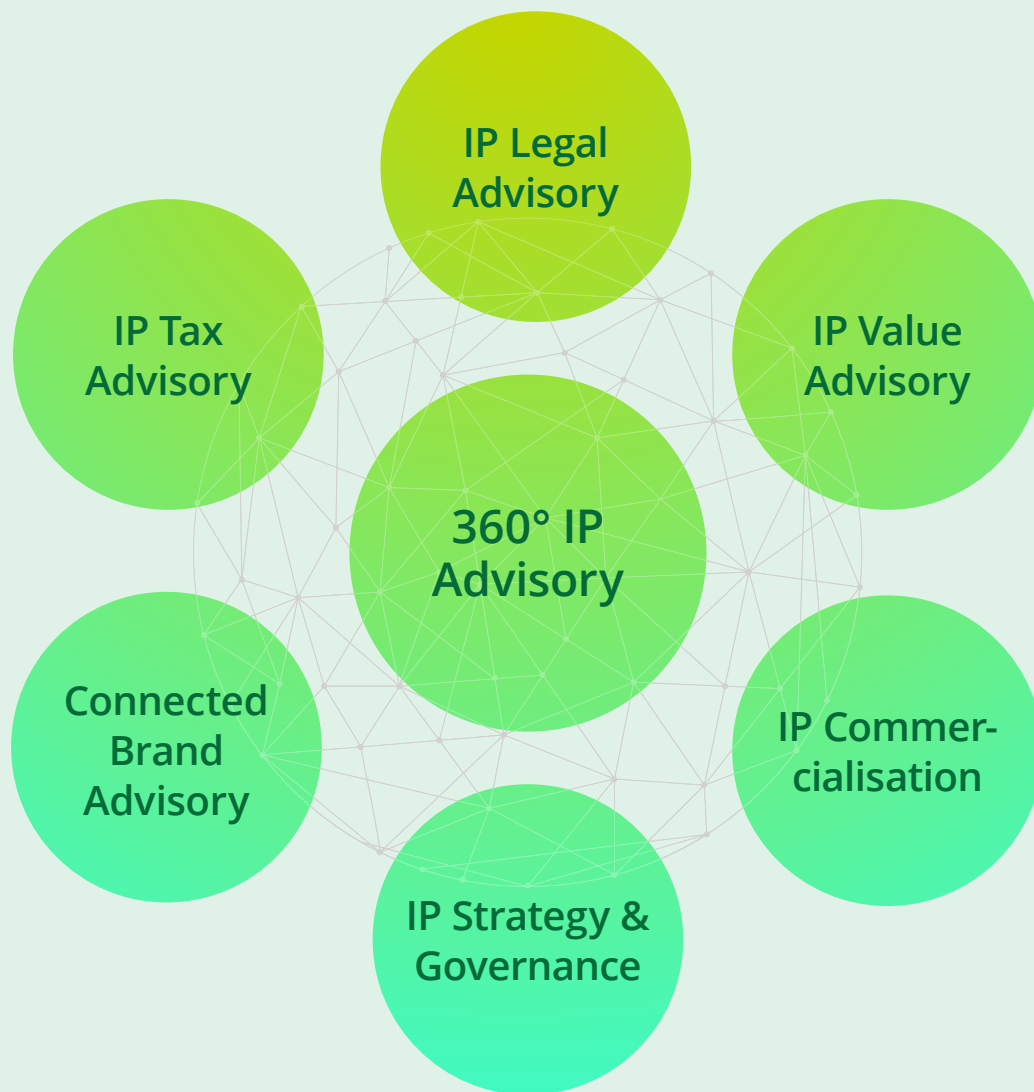 IP Legal
Advisory
IP Tax
Advisory
IP Value
Advisory
360° IP
Advisory
Connected
Brand
Advisory
IP Commer-
cialisation
IP Strategy &
Governance